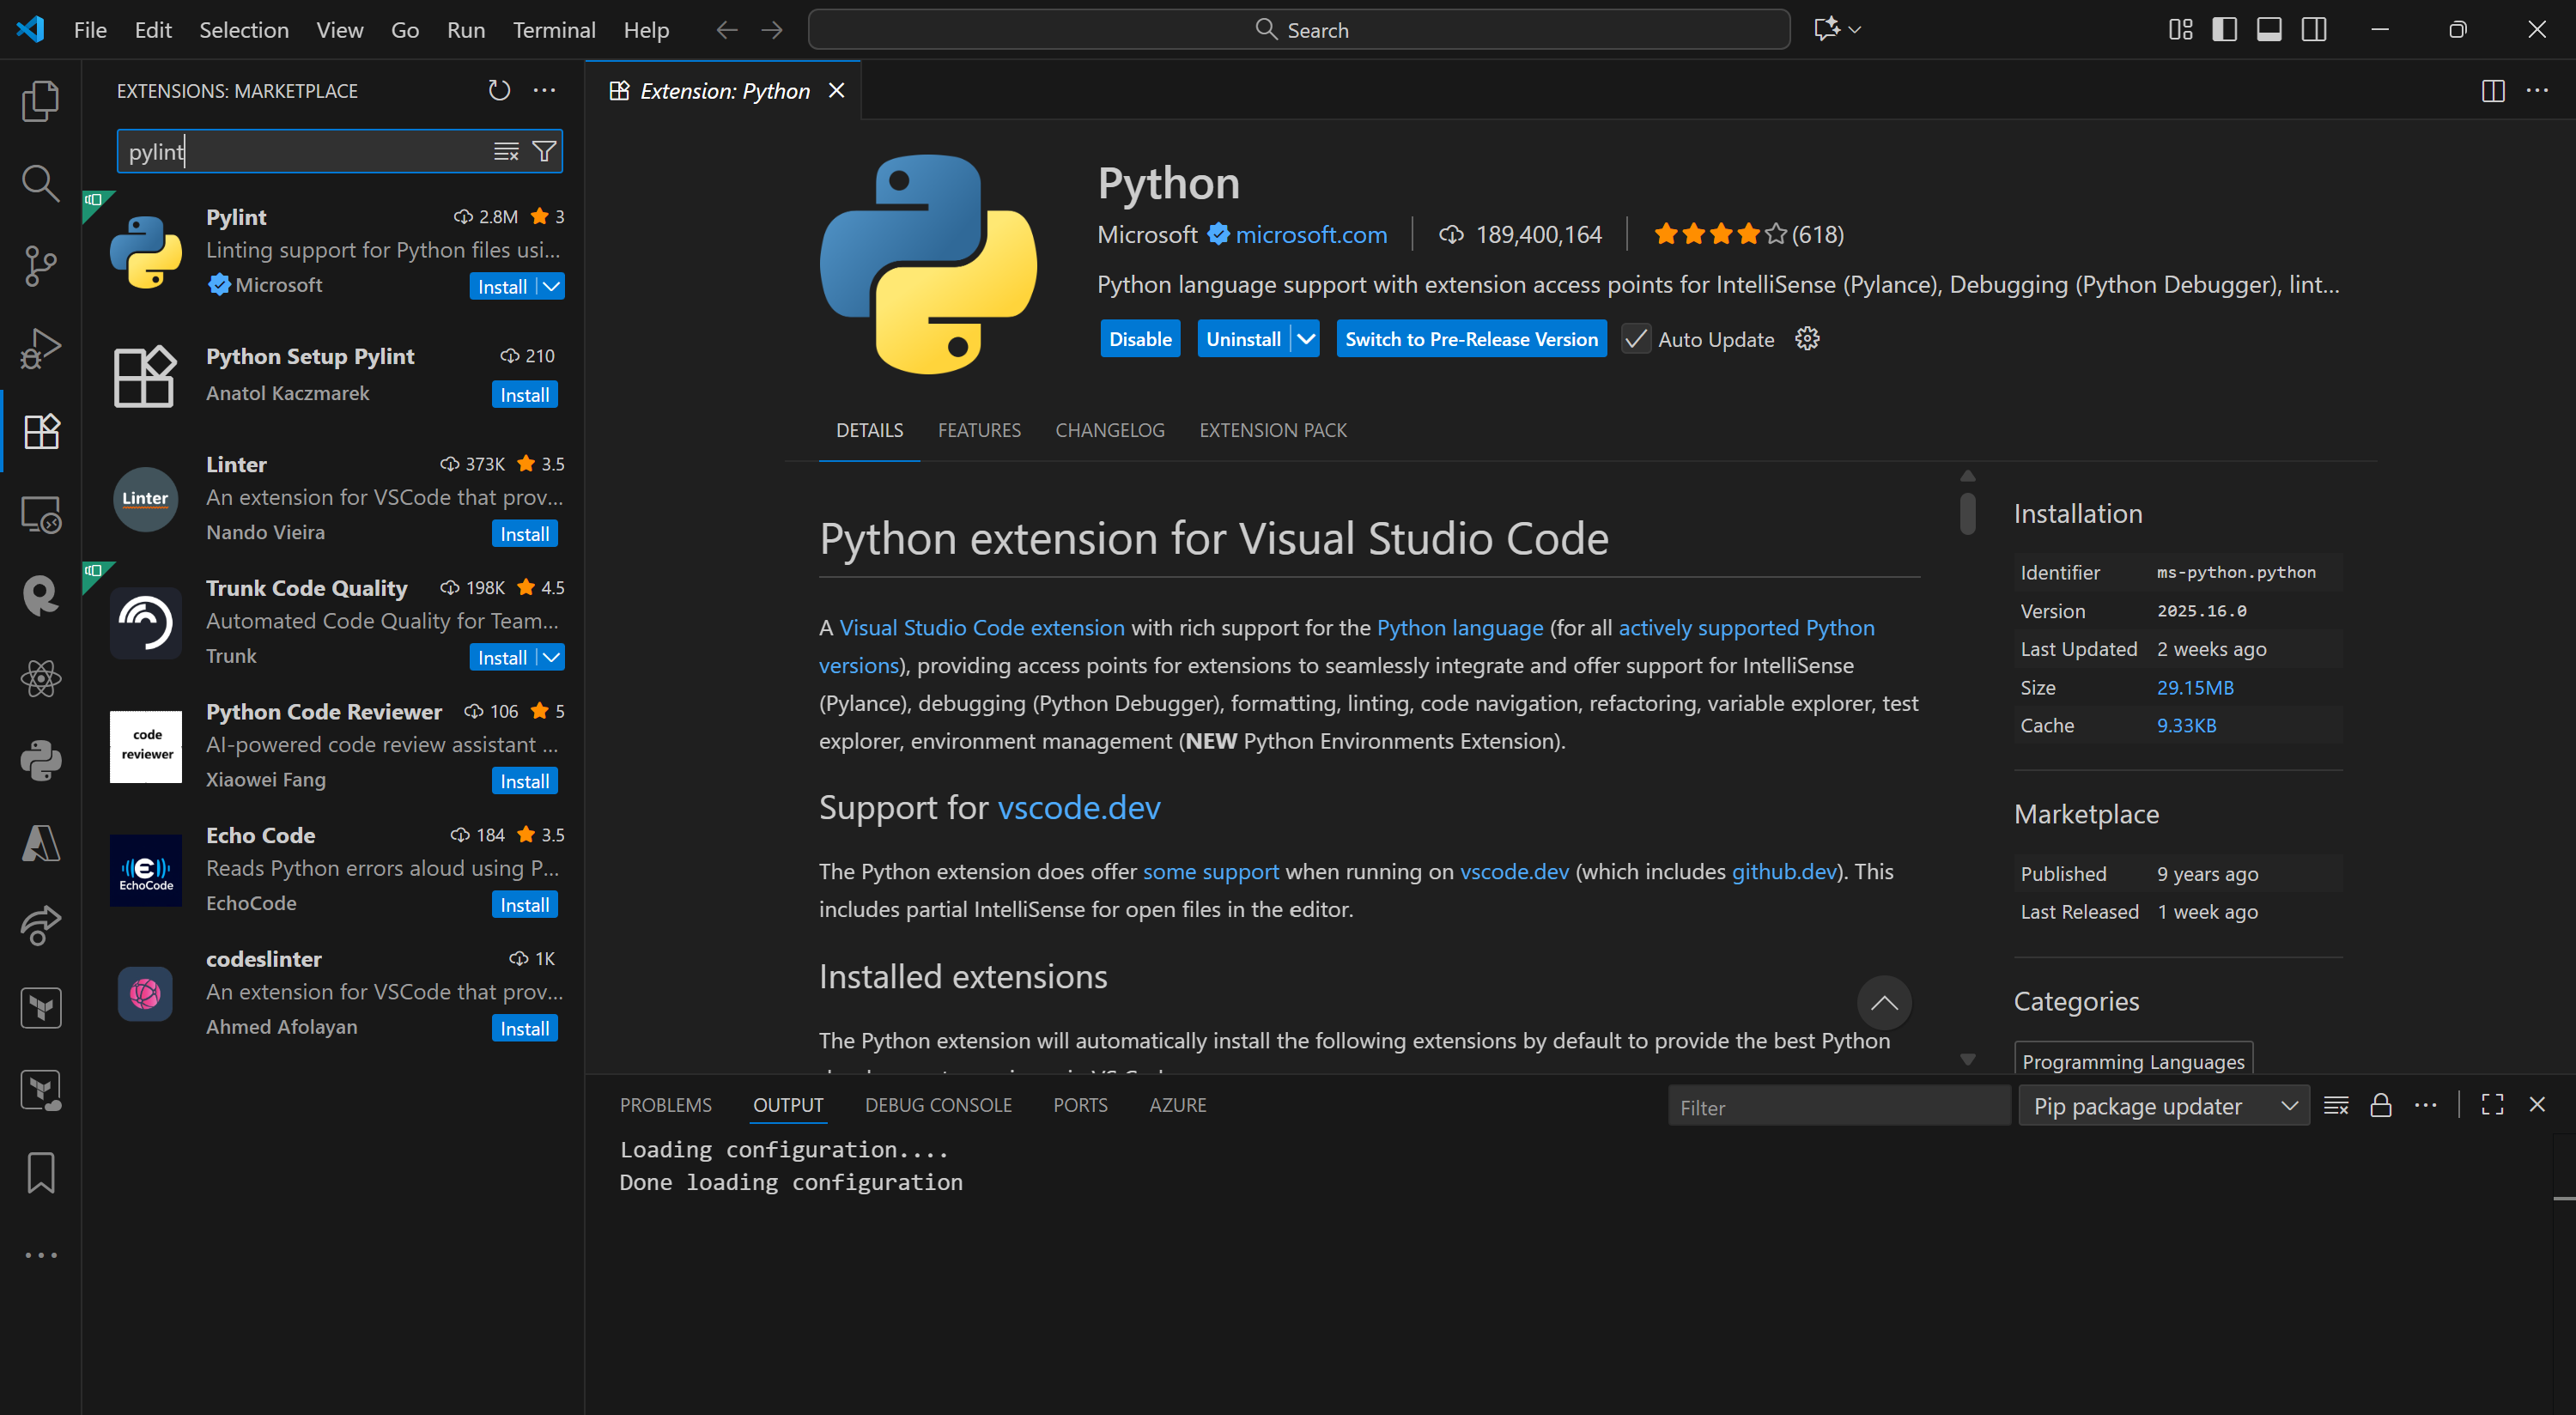 File Edit Selection View Go Run Terminal Help Search
EXTENSIONS: MARKETPLACE
pylint
Pylint 2.8M 3
Linting support for Python files usi...
Microsoft Install
Python Setup Pylint 210
Anatol Kaczmarek Install
Linter 373K 3.5
Linter
An extension for VSCode that prov...
Nando Vieira Install
Trunk Code Quality 198K 4.5
Automated Code Quality for Team...
Trunk Install
Python Code Reviewer 106 5
code
reviewer
AI-powered code review assistant ...
Xiaowei Fang Install
Echo Code 184 3.5
EchoCode
Reads Python errors aloud using P...
EchoCode Install
codeslinter 1K
An extension for VSCode that prov...
Ahmed Afolayan Install
Extension: Python
Python
Microsoft microsoft.com 189,400,164 (618)
Python language support with extension access points for IntelliSense (Pylance), Debugging (Python Debugger), lint...
Disable Uninstall Switch to Pre-Release Version Auto Update
DETAILS FEATURES CHANGELOG EXTENSION PACK
Python extension for Visual Studio Code
A Visual Studio Code extension with rich support for the Python language (for all actively supported Python
versions), providing access points for extensions to seamlessly integrate and offer support for IntelliSense
(Pylance), debugging (Python Debugger), formatting, linting, code navigation, refactoring, variable explorer, test
explorer, environment management (NEW Python Environments Extension).
Support for vscode.dev
The Python extension does offer some support when running on vscode.dev (which includes github.dev). This
includes partial IntelliSense for open files in the editor.
Installed extensions
The Python extension will automatically install the following extensions by default to provide the best Python
Installation
Identifier ms-python.python
Version 2025.16.0
Last Updated 2 weeks ago
Size 29.15MB
Cache 9.33KB
Marketplace
Published 9 years ago
Last Released 1 week ago
Categories
Programming Languages
PROBLEMS OUTPUT DEBUG CONSOLE PORTS AZURE Filter Pip package updater
Loading configuration....
Done loading configuration